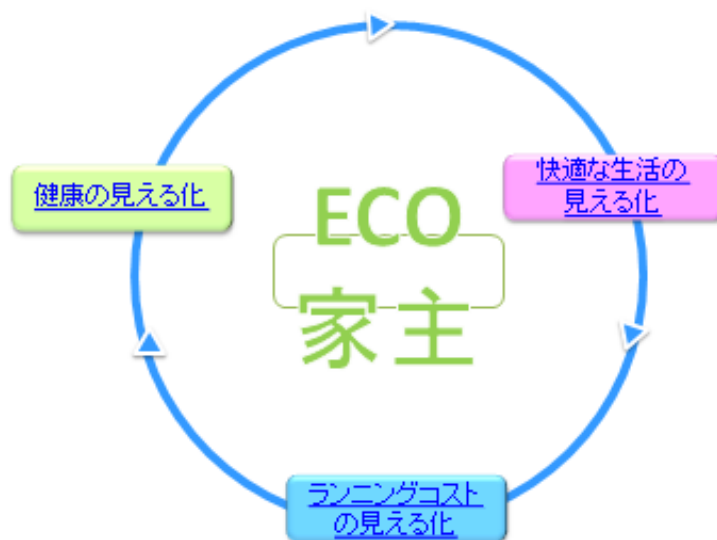 健康の見える化
快適な生活の
見える化
ECO
家主
ランニングコスト
の見える化